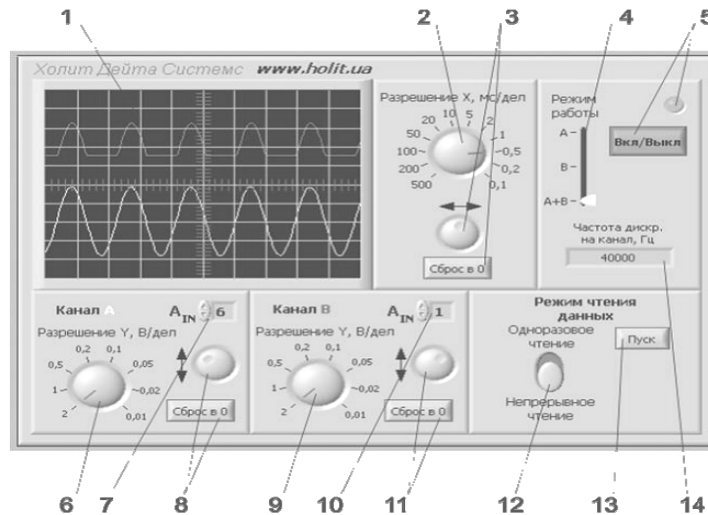 1 2 3 4 5
Холит Дейта Системс www.holit.ua
Разрешение X, мс/дел
10 5
20 2
50 1
100 0,5
200 0,2
500 0,1
Сброс в 0
Режим
работы
A
B
A+B
Вкл/Выкл
Частота дискр.
на канал, Гц
40000
Канал A
A IN 6
Разрешение Y, В/дел
0,2 0,1
0,5 0,05
1 0,02
2 0,01
Сброс в 0
Канал B
A IN 1
Разрешение Y, В/дел
0,2 0,1
0,5 0,05
1 0,02
2 0,01
Сброс в 0
Режим чтения
данных
Одноразовое
чтение
Пуск
Непрерывное
чтение
6 7 8 9 10 11 12 13 14